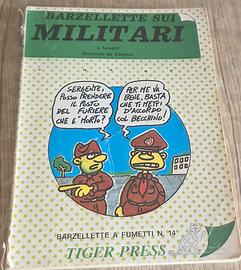 BARZELLETTE SUI
MILITARI
a fumetti
SERGENTE,
POSSO PRENDERE
IL POSTO
DEL FURIERE
CHE E' MORTO?
PER ME VA
BENE, BASTA
CHE TI METTI
D'ACCORDO
COL BECCHINO!
BARZELLETTE A FUMETTI N. 14
TIGER PRESS